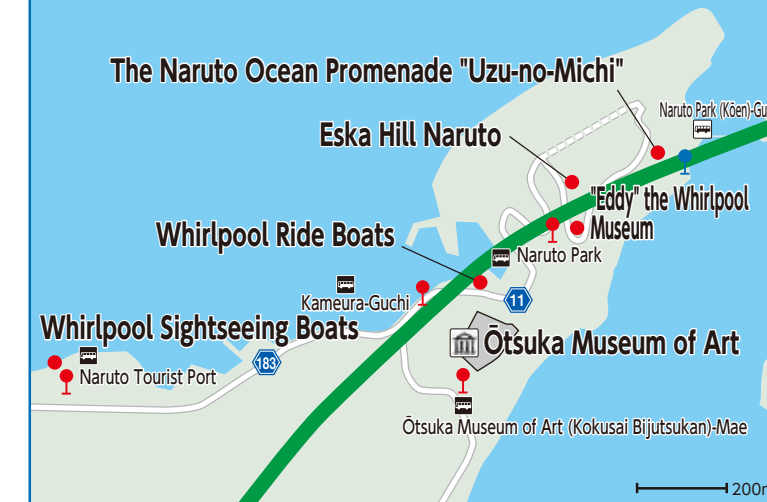 The Naruto Ocean Promenade "Uzu-no-Michi"
Naruto Park (Kōen)-Gu
Eska Hill Naruto
"Eddy" the Whirlpool
Museum
Whirlpool Ride Boats
Naruto Park
Kameura-Guchi
11
Whirlpool Sightseeing Boats
Ōtsuka Museum of Art
183
Naruto Tourist Port
Ōtsuka Museum of Art (Kokusai Bijutsukan)-Mae
200m